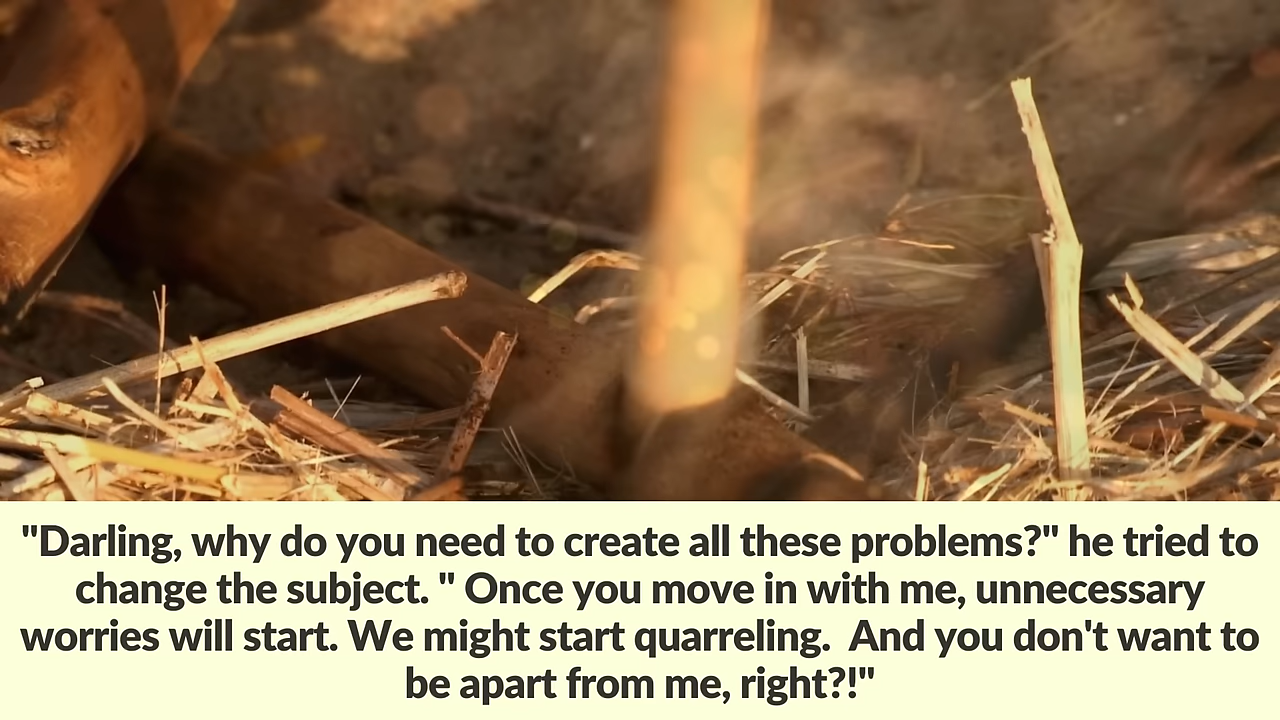 "Darling, why do you need to create all these problems?" he tried to
change the subject. " Once you move in with me, unnecessary
worries will start. We might start quarreling.  And you don't want to
be apart from me, right?!"